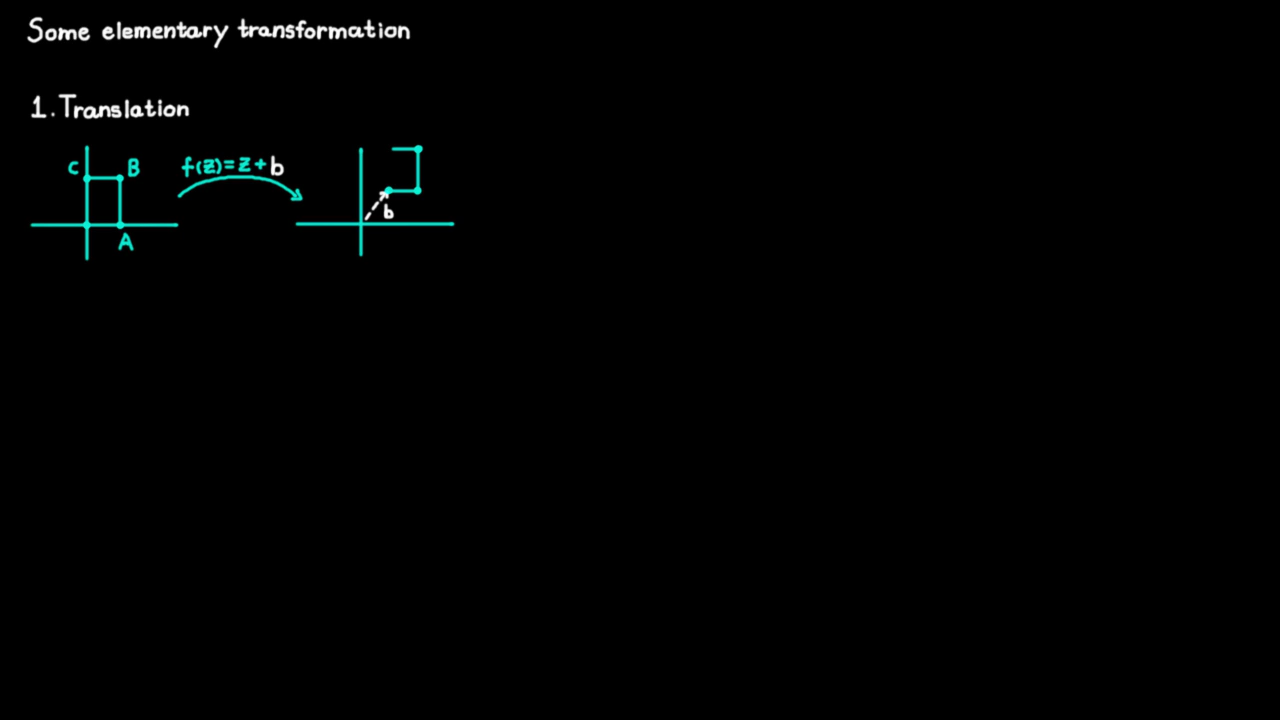 Some elementary transformation
1. Translation
C B f(z)=z+b
b
A